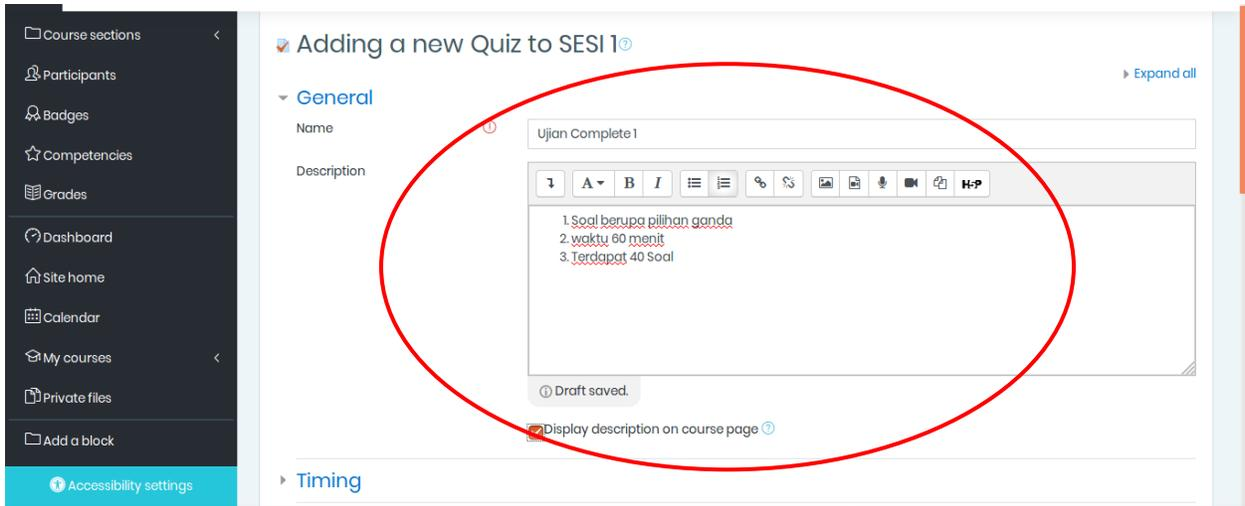 Course sections
Participants
Badges
Competencies
Grades
Dashboard
Site home
Calendar
My courses
Private files
Add a block
Accessibility settings
Adding a new Quiz to SESI 1
Expand all
General
Name
Ujian Complete 1
Description
A B I H-P
1. Soal berupa pilihan ganda
2. waktu 60 menit
3. Terdapat 40 Soal
Draft saved.
Display description on course page
Timing